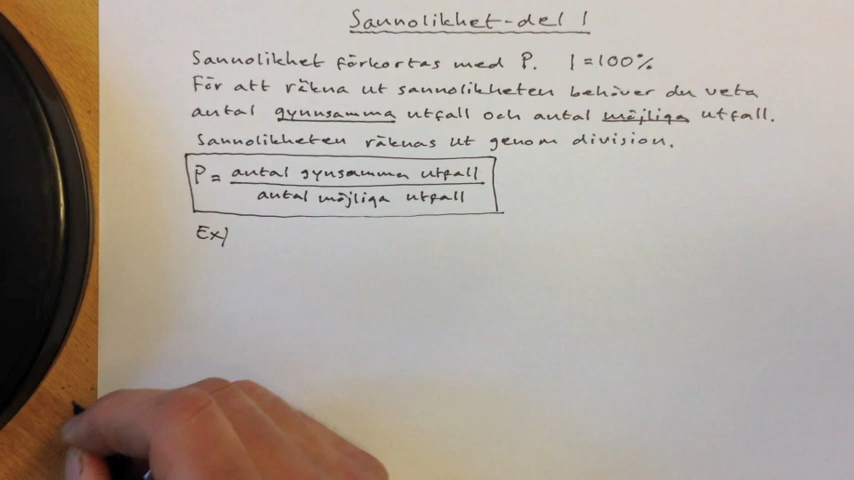 Sannolikhet-del 1
Sannolikhet förkortas med P. 1=100%
För att räkna ut sannolikheten behöver du veta
antal gynnsamma utfall och antal möjliga utfall.
Sannolikheten räknas ut genom division.
P = antal gynsamma utfall
antal möjliga utfall
Ex)